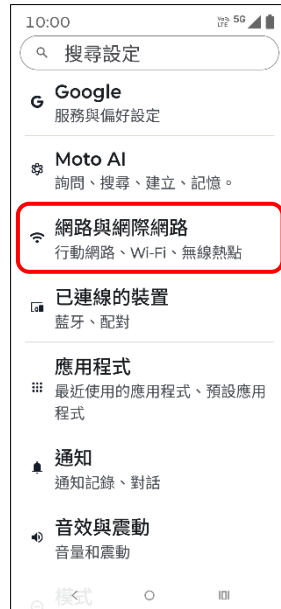 10:00
VoLTE 5G
搜尋設定
G Google
服務與偏好設定
Moto AI
詢問、搜尋、建立、記憶。
網路與網際網路
行動網路、Wi-Fi、無線熱點
已連線的裝置
藍牙、配對
應用程式
最近使用的應用程式、預設應用
程式
通知
通知記錄、對話
音效與震動
音量和震動
模式